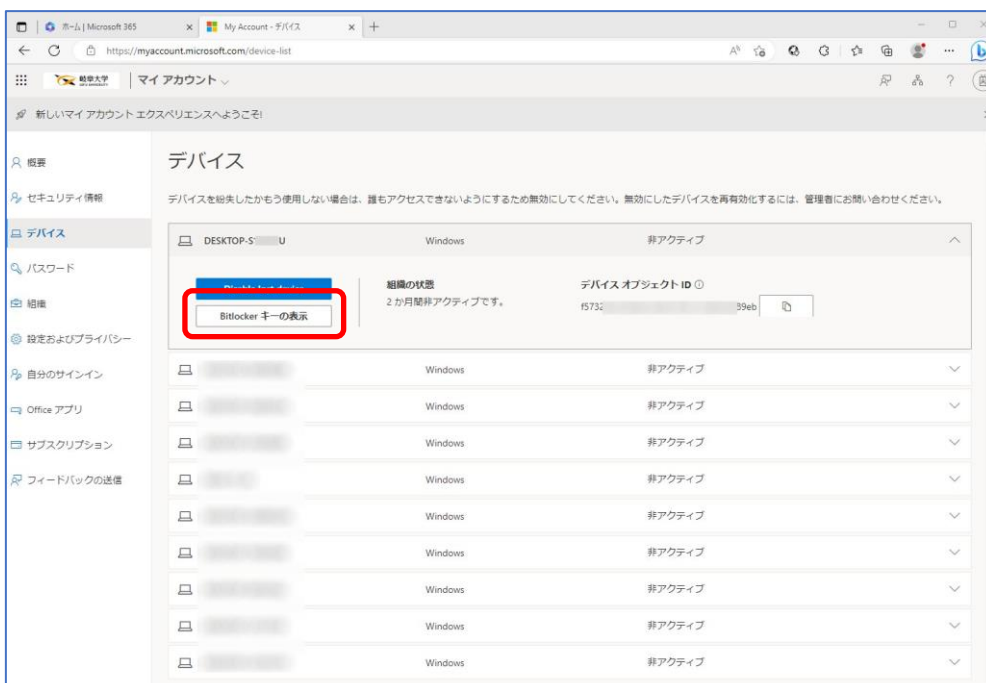 ホーム | Microsoft 365
My Account - デバイス
https://myaccount.microsoft.com/device-list
岐阜大学 マイ アカウント
新しいマイ アカウント エクスペリエンスへようこそ!
概要
セキュリティ情報
デバイス
パスワード
組織
設定およびプライバシー
自分のサインイン
Office アプリ
サブスクリプション
フィードバックの送信
デバイス
デバイスを紛失したかもう使用しない場合は、誰もアクセスできないようにするため無効にしてください。無効にしたデバイスを再有効化するには、管理者にお問い合わせください。
DESKTOP-S U Windows 非アクティブ
Disable lost device
Bitlocker キーの表示
組織の状態
2 か月間非アクティブです。
デバイス オブジェクト ID
f5732 89eb
Windows 非アクティブ
Windows 非アクティブ
Windows 非アクティブ
Windows 非アクティブ
Windows 非アクティブ
Windows 非アクティブ
Windows 非アクティブ
Windows 非アクティブ
Windows 非アクティブ